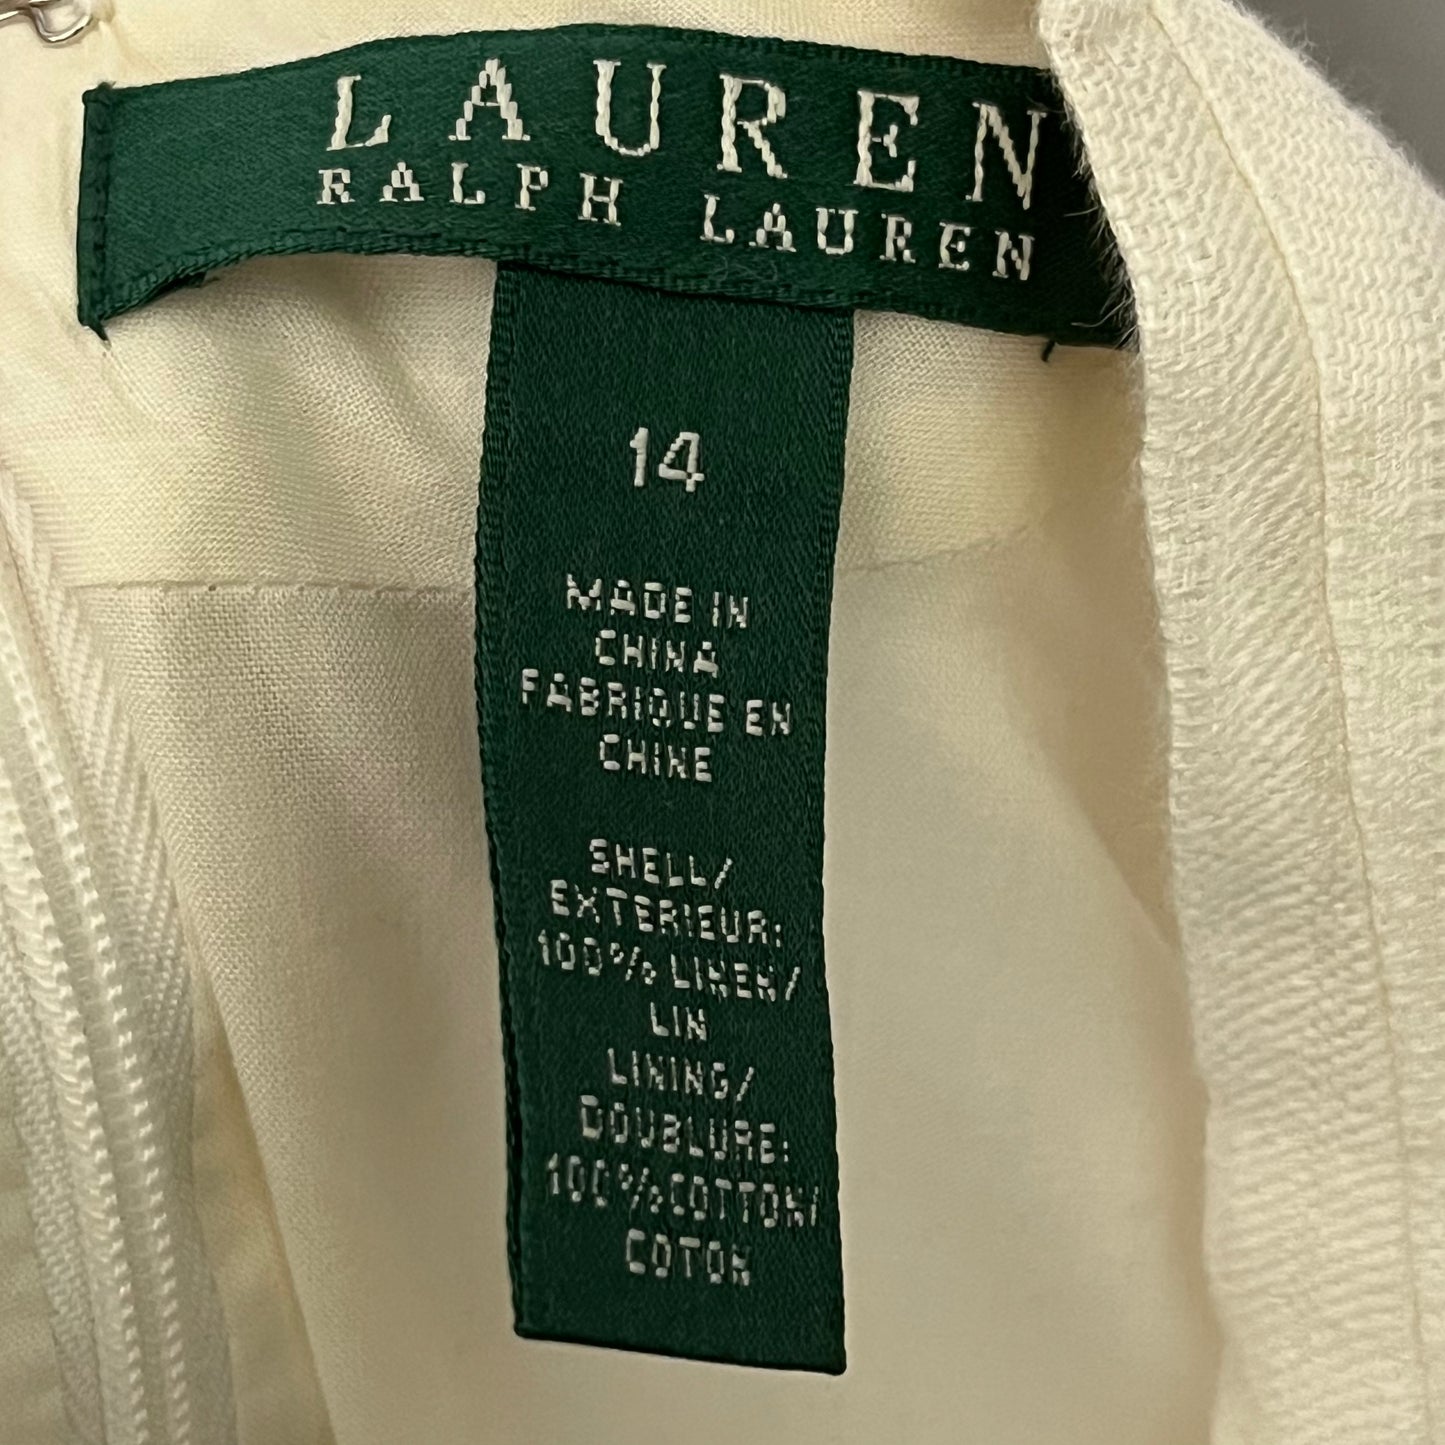 LAUREN
RALPH LAUREN
14
MADE IN
CHINA
FABRIQUE EN
CHINE
SHELL/
EXTERIEUR:
100% LINEN/
LIN
LINING/
DOUBLURE:
100% COTTON/
COTON